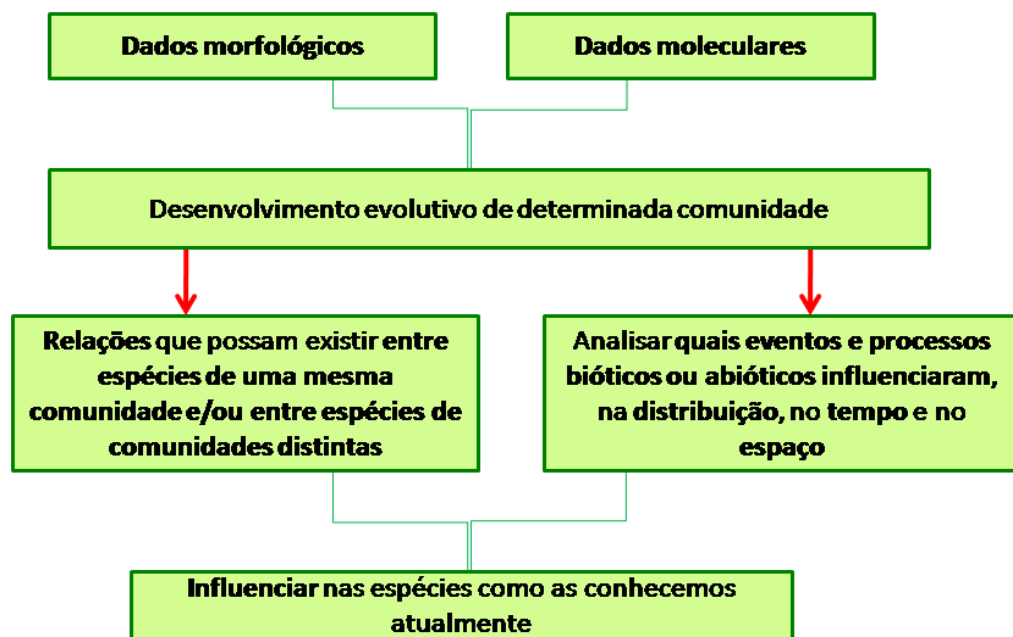 Dados morfológicos
Dados moleculares
Desenvolvimento evolutivo de determinada comunidade
Relações que possam existir entre
espécies de uma mesma
comunidade e/ou entre espécies de
comunidades distintas
Analisar quais eventos e processos
bióticos ou abióticos influenciaram,
na distribuição, no tempo e no
espaço
Influenciar nas espécies como as conhecemos
atualmente